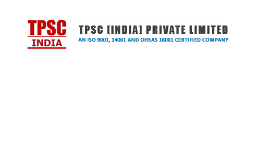 TPSC
INDIA
TPSC (INDIA) PRIVATE LIMITED
AN ISO 9001, 14001 AND OHSAS 18001 CERTIFIED COMPANY